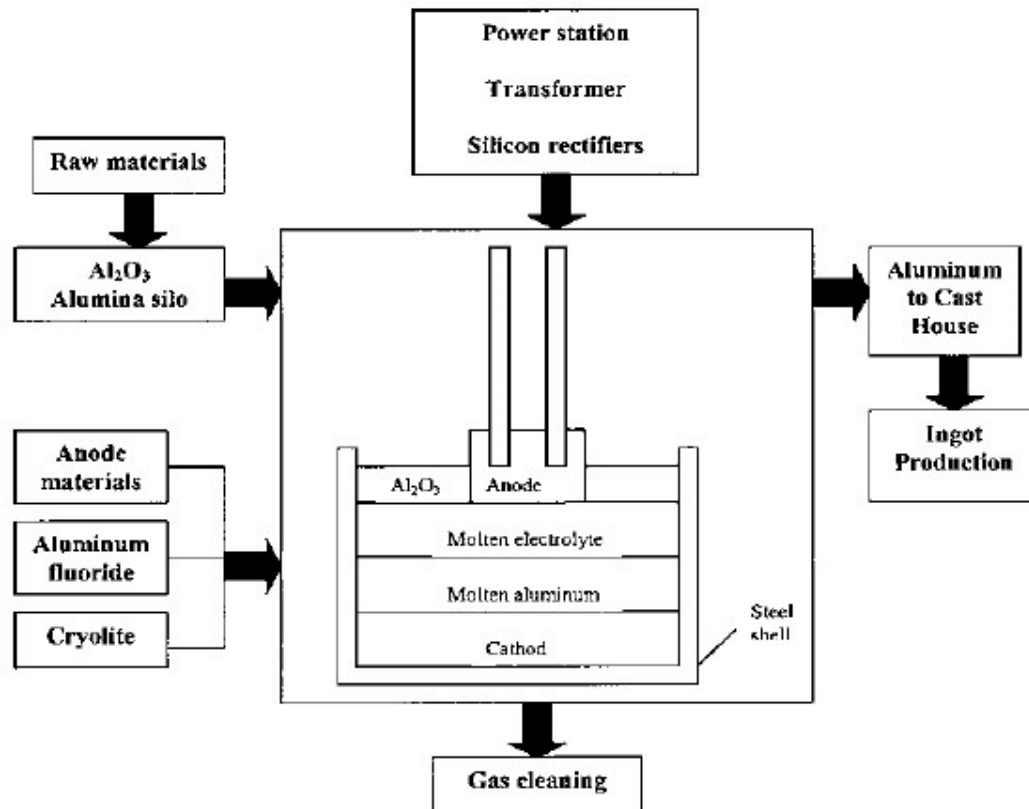 Power station
Transformer
Silicon rectifiers
Raw materials
Al₂O₃
Alumina silo
Aluminum
to Cast
House
Ingot
Production
Anode
materials
Aluminum
fluoride
Cryolite
Al₂O₃
Anode
Molten electrolyte
Molten aluminum
Cathod
Steel
shell
Gas cleaning